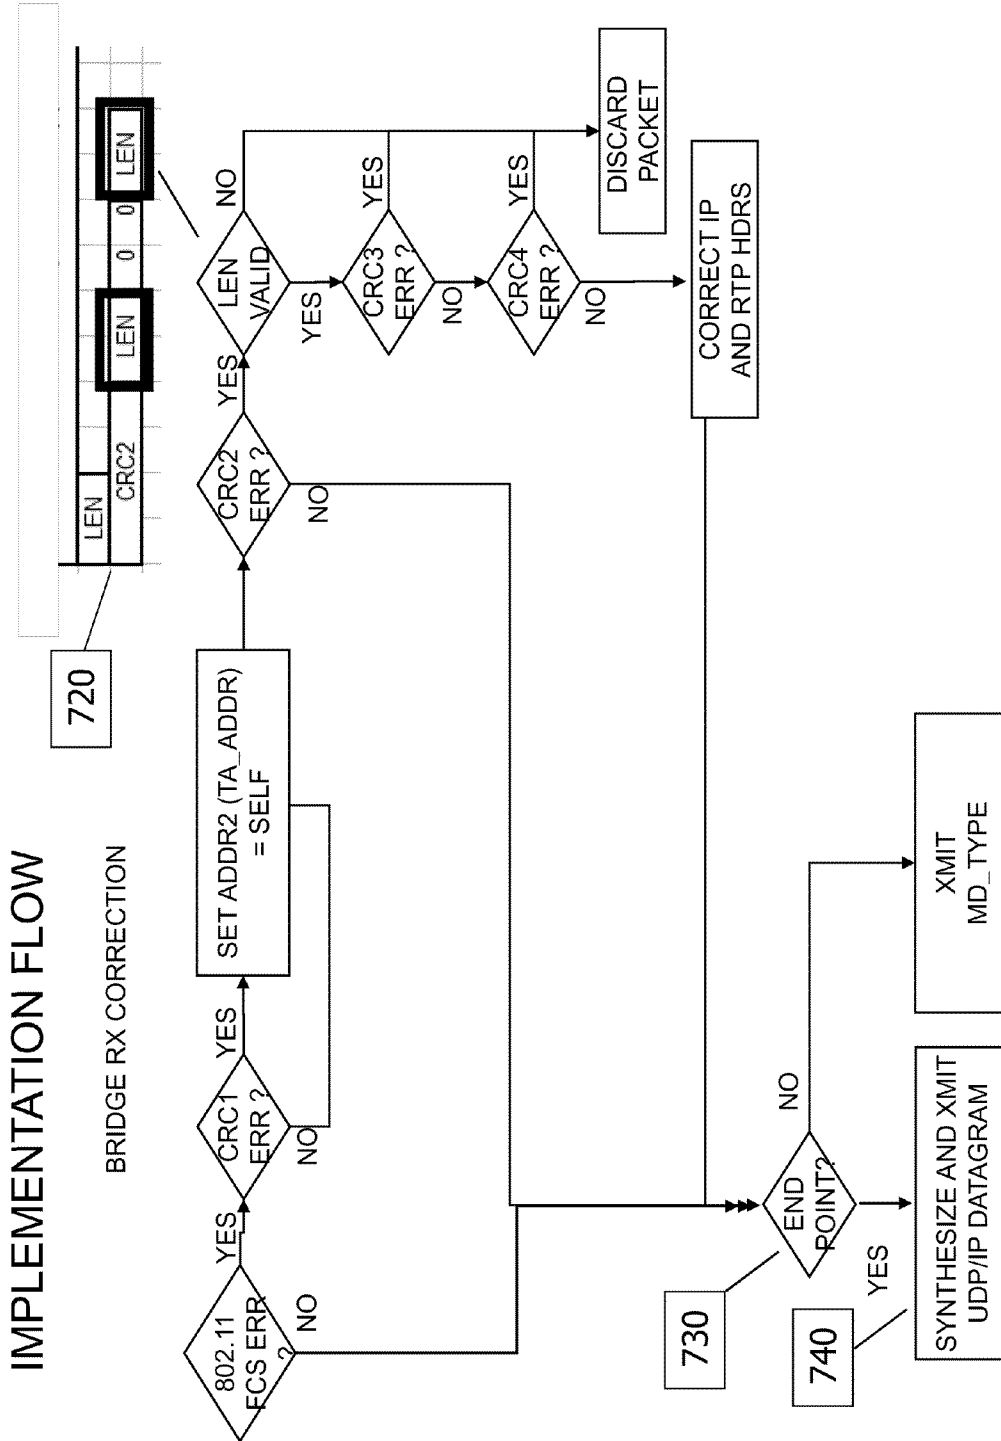 IMPLEMENTATION FLOW
BRIDGE RX CORRECTION
720
LEN
CRC2
LEN
0
0
LEN
802.11
FCS ERR
?
YES
NO
CRC1
ERR ?
YES
NO
SET ADDR2 (TA_ADDR)
= SELF
CRC2
ERR ?
YES
NO
LEN
VALID
NO
YES
CRC3
ERR ?
YES
NO
CRC4
ERR ?
YES
NO
DISCARD
PACKET
CORRECT IP
AND RTP HDRS
730
END
POINT?
NO
YES
740
SYNTHESIZE AND XMIT
UDP/IP DATAGRAM
XMIT
MD_TYPE